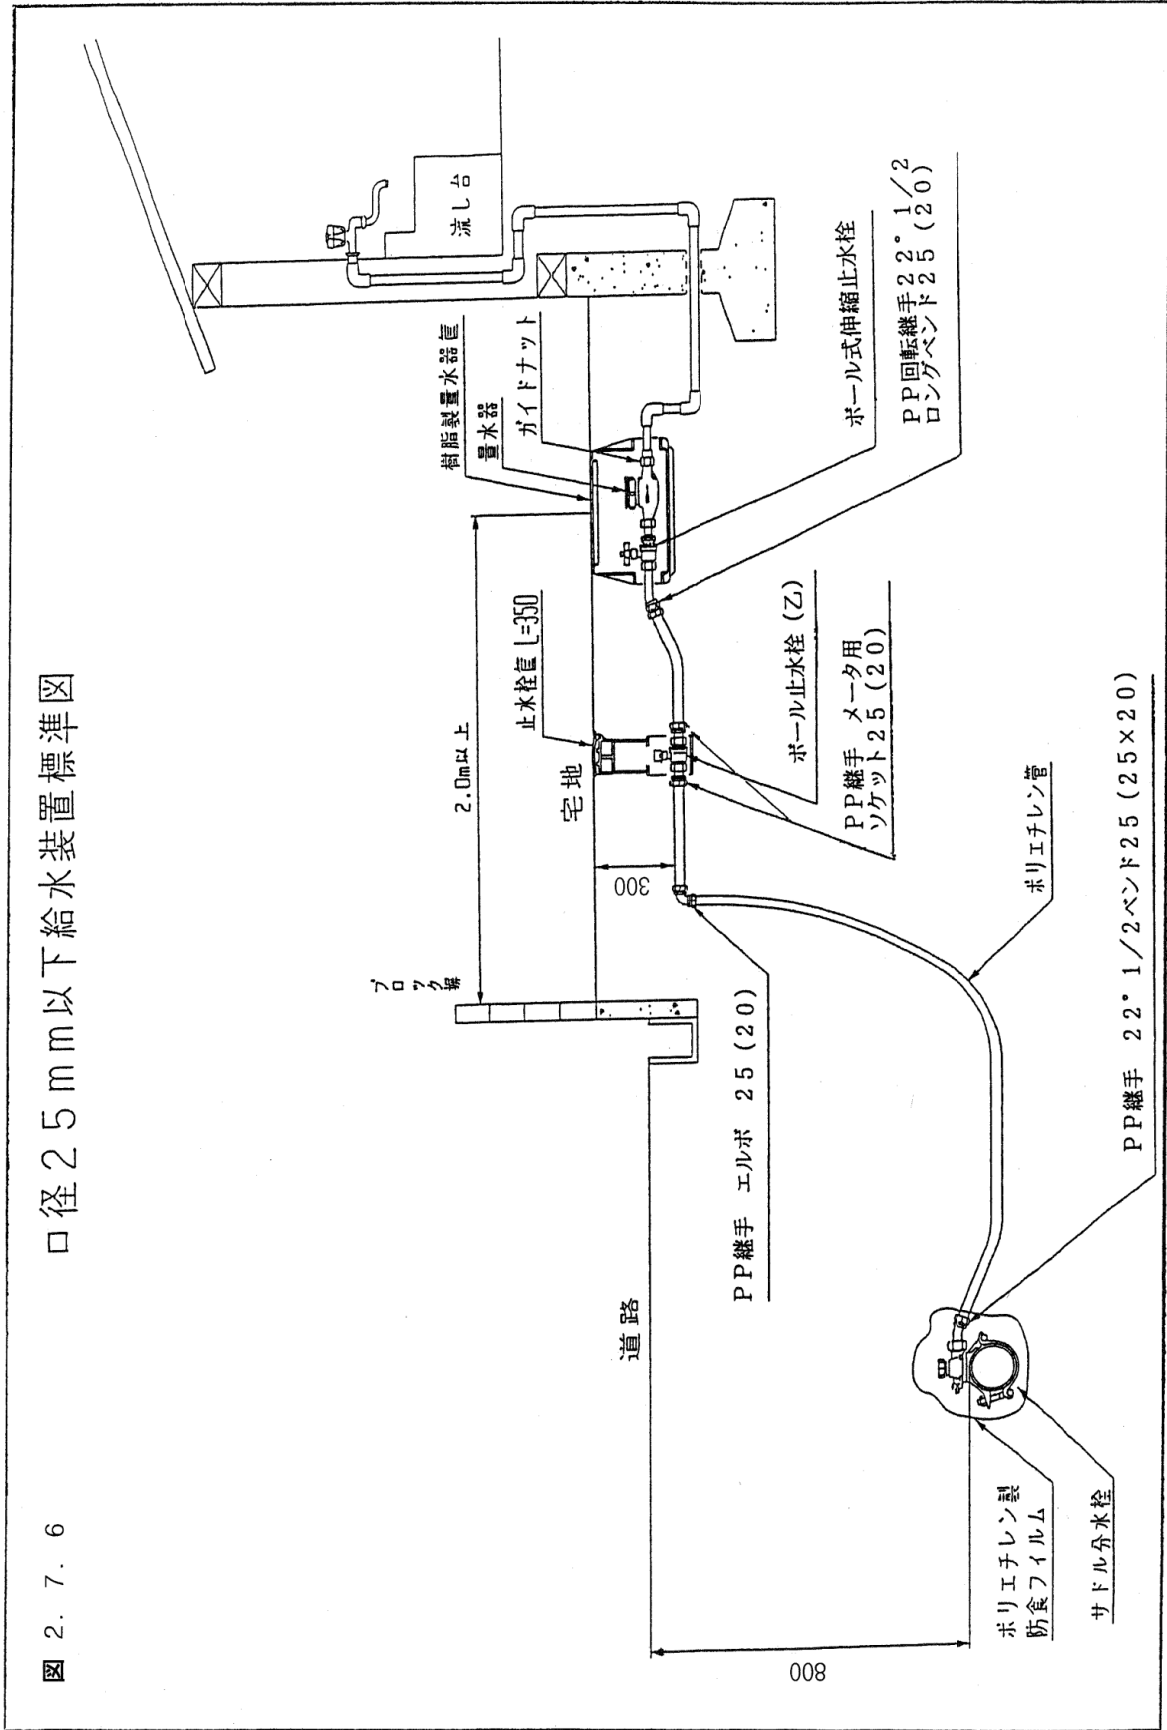 図 2. 7. 6
口径25mm以下給水装置標準図
流し台
樹脂製量水器筐
量水器
ガイドナット
2.0m以上
止水栓筐 L=350
宅地
ブロック塀
300
道路
800
ボール式伸縮止水栓
PP回転継手22°1/2
ロングベンド25(20)
ボール止水栓(乙)
PP継手 メータ用
ソケット25(20)
ポリエチレン管
PP継手 エルボ 25(20)
PP継手 22°1/2ベンド25(25×20)
ポリエチレン製
防食フィルム
サドル分水栓